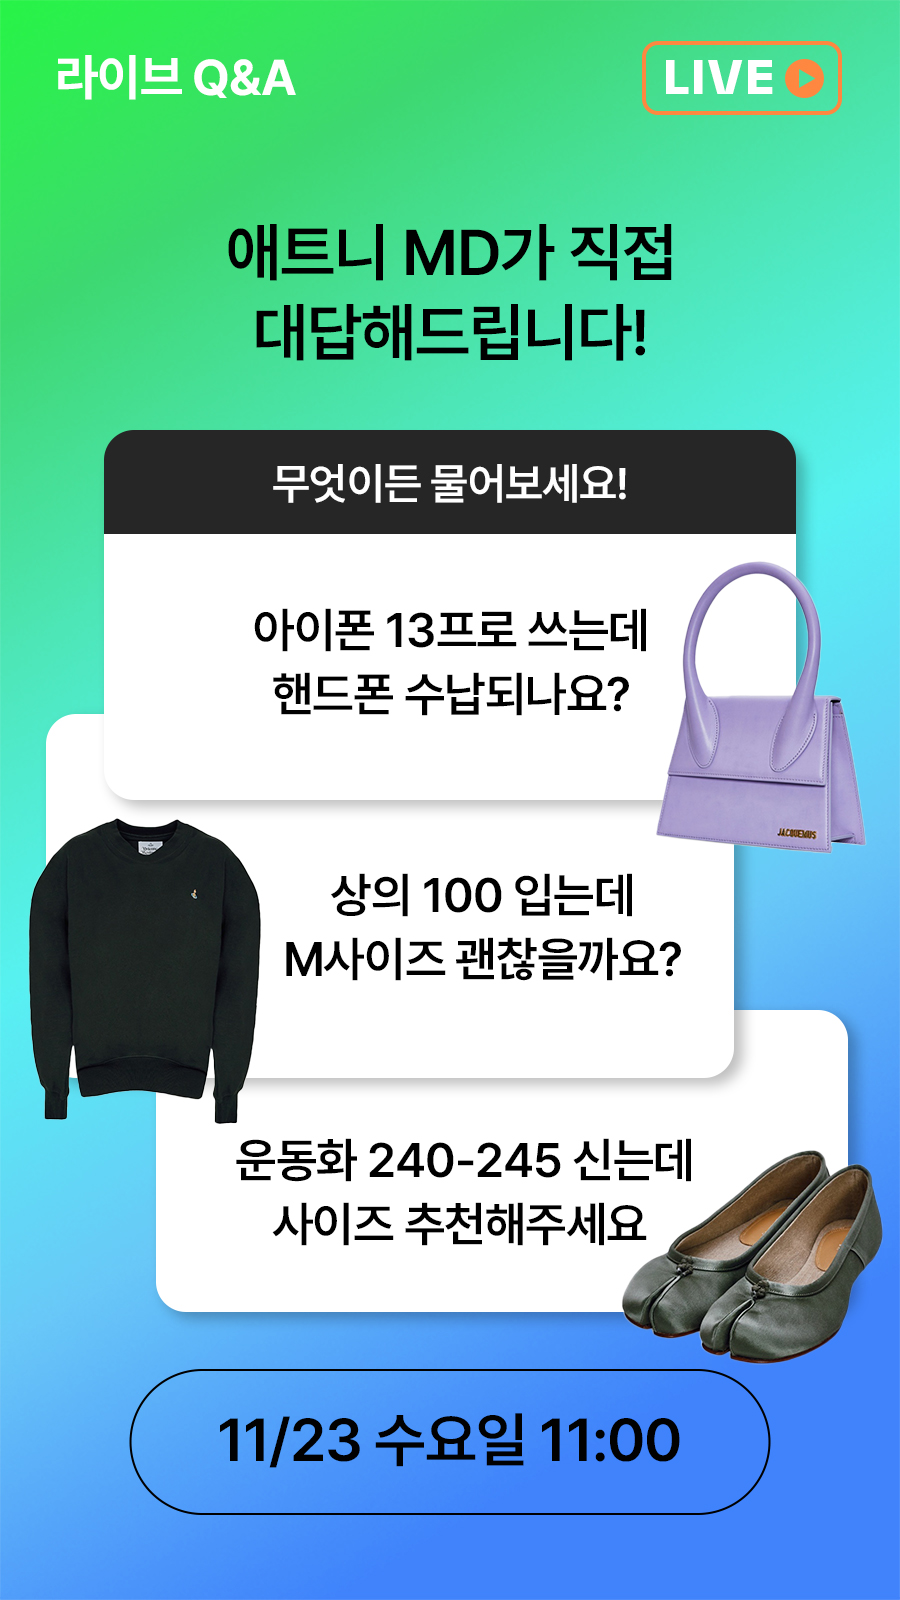 라이브 Q&A
LIVE
애트니 MD가 직접
대답해드립니다!
무엇이든 물어보세요!
아이폰 13프로 쓰는데
핸드폰 수납되나요?
JACQUEMUS
상의 100 입는데
M사이즈 괜찮을까요?
운동화 240-245 신는데
사이즈 추천해주세요
11/23 수요일 11:00